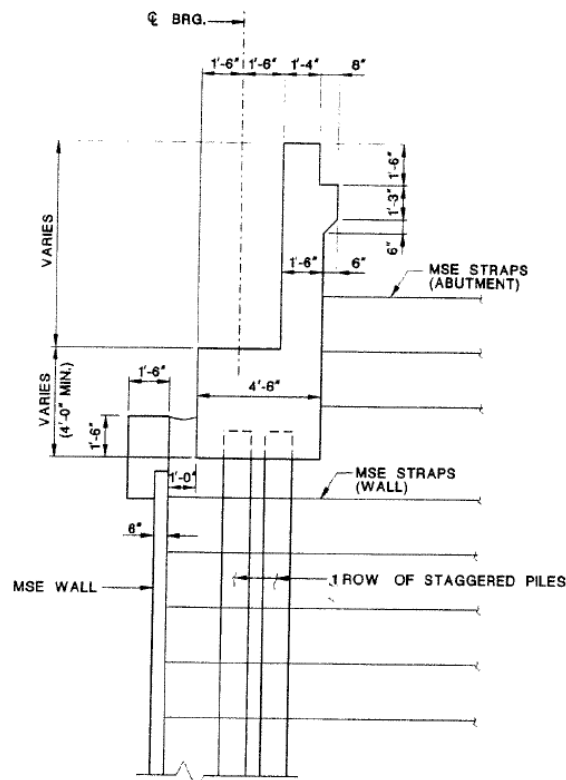 ℄ BRG.
1'-6" 1'-6" 1'-4" 8"
1'-6"
1'-3"
6"
VARIES
1'-6" 6"
MSE STRAPS
(ABUTMENT)
VARIES
(4'-0" MIN.)
1'-6"
4'-6"
1'-6"
1'-0"
MSE STRAPS
(WALL)
6"
MSE WALL
1 ROW OF STAGGERED PILES